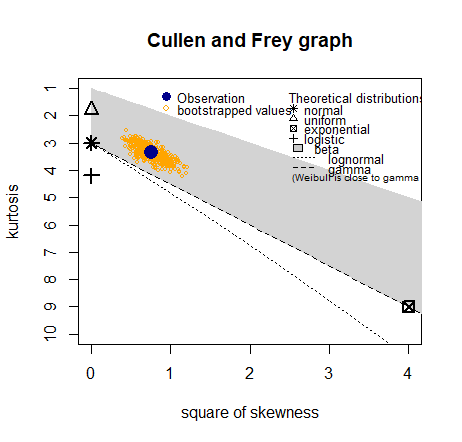 Cullen and Frey graph
kurtosis
1
2
3
4
5
6
7
8
9
10
Observation
bootstrapped values
Theoretical distributions
normal
uniform
exponential
logistic
beta
lognormal
gamma
(Weibull is close to gamma
0
1
2
3
4
square of skewness